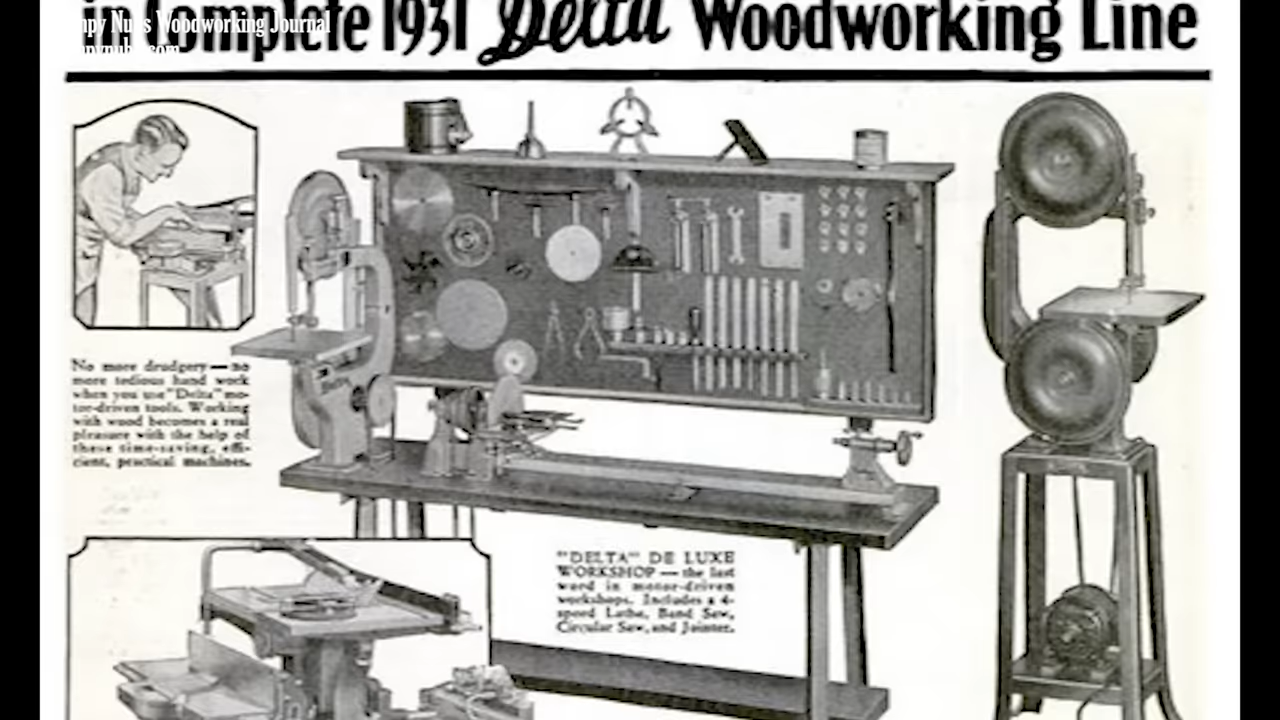 in Complete 1931 Delta Woodworking Line
Woodworking Journal
No more drudgery — no
more tedious hand work
when you use "Delta" mo-
tor-driven tools. Working
with wood becomes a real
pleasure with the help of
these time-saving, effi-
cient, practical machines.
"DELTA" DE LUXE
WORKSHOP — the last
word in motor-driven
workshops. Includes a 4-
speed Lathe, Band Saw,
Circular Saw, and Jointer.